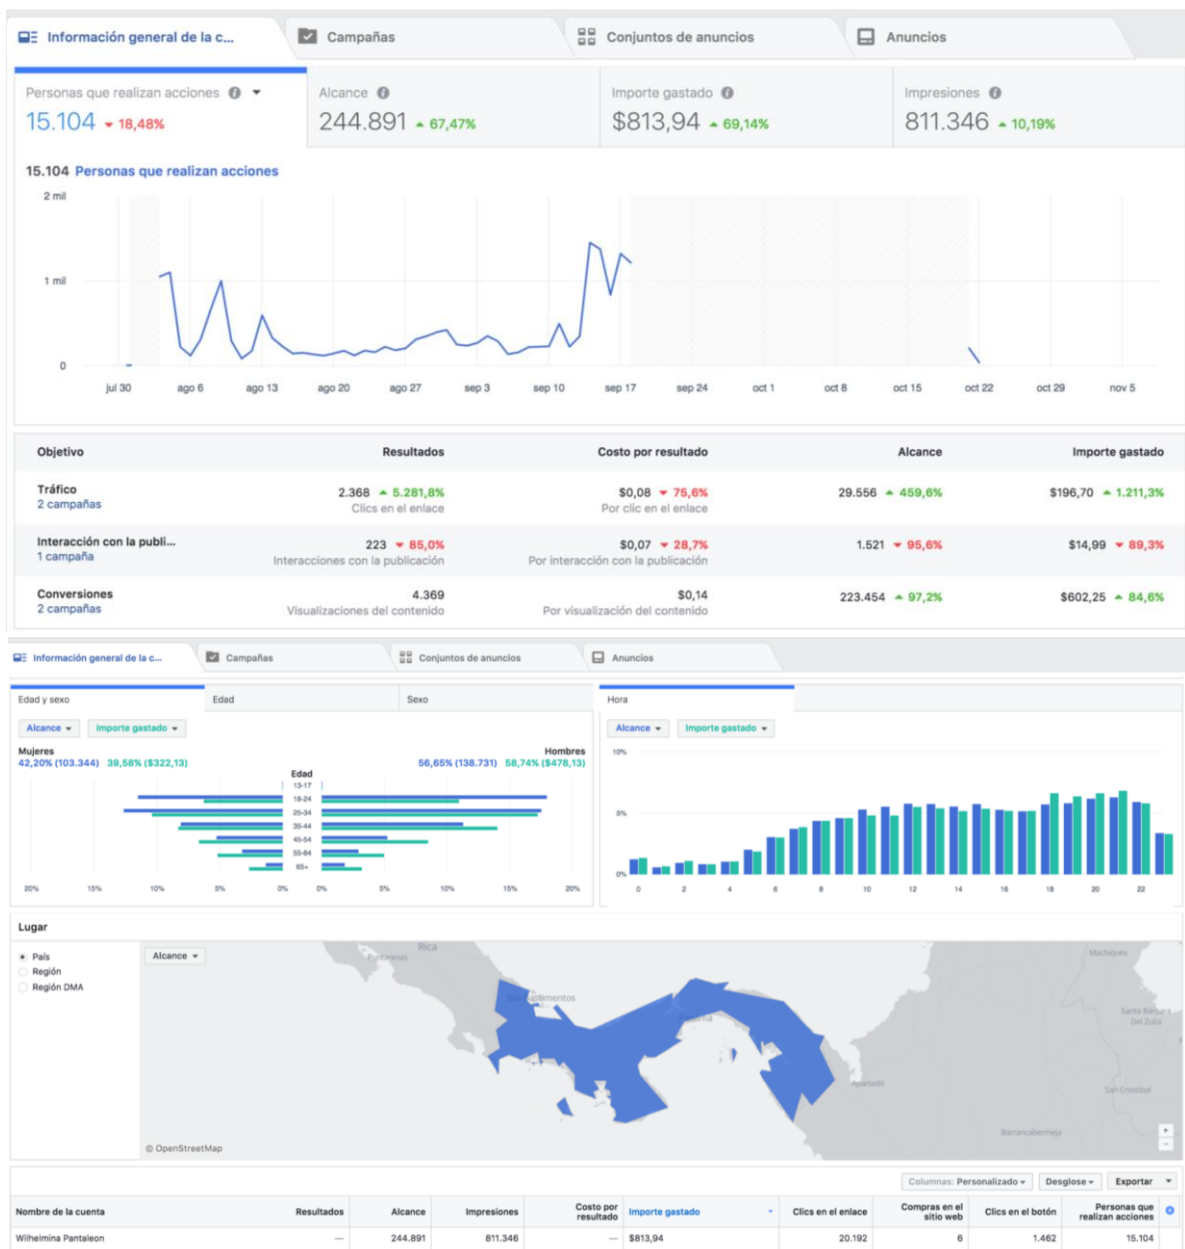 Información general de la c... Campañas Conjuntos de anuncios Anuncios
Personas que realizan acciones Alcance Importe gastado Impresiones
15.104 18,48% 244.891 67,47% $813,94 69,14% 811.346 10,19%
15.104 Personas que realizan acciones
2 mil
1 mil
0
jul 30 ago 6 ago 13 ago 20 ago 27 sep 3 sep 10 sep 17 sep 24 oct 1 oct 8 oct 15 oct 22 oct 29 nov 5
Objetivo Resultados Costo por resultado Alcance Importe gastado
Tráfico 2.368 5.281,8% $0,08 75,6% 29.556 459,6% $196,70 1.211,3%
2 campañas Clics en el enlace Por clic en el enlace
Interacción con la publi... 223 85,0% $0,07 28,7% 1.521 95,6% $14,99 89,3%
1 campaña Interacciones con la publicación Por interacción con la publicación
Conversiones 4.369 $0,14 223.454 97,2% $602,25 84,6%
2 campañas Visualizaciones del contenido Por visualización del contenido
Información general de la c... Campañas Conjuntos de anuncios Anuncios
Edad y sexo Edad Sexo Hora
Alcance Importe gastado Alcance Importe gastado
Mujeres Hombres
42,20% (103.344) 39,58% ($322,13) 56,65% (138.731) 58,74% ($478,13)
Edad
13-17
18-24
25-34
35-44
45-54
55-64
65+
20% 15% 10% 5% 0% 0% 5% 10% 15% 20%
10%
5%
0%
0 2 4 6 8 10 12 14 16 18 20 22
Lugar
País
Región
Región DMA
Alcance
Rica
Puntarenas
Isla Bastimentos
Panamá
Machiques
Santa Bárbara
Del Zulia
Apartado
San Cristóbal
Barrancabermeja
+
−
© OpenStreetMap
Columnas: Personalizado Desglose Exportar
Nombre de la cuenta Resultados Alcance Impresiones Costo por resultado Importe gastado Clics en el enlace Compras en el sitio web Clics en el botón Personas que realizan acciones
Wilheimina Pantaleon — 244.891 811.346 — $813,94 20.192 6 1.462 15.104